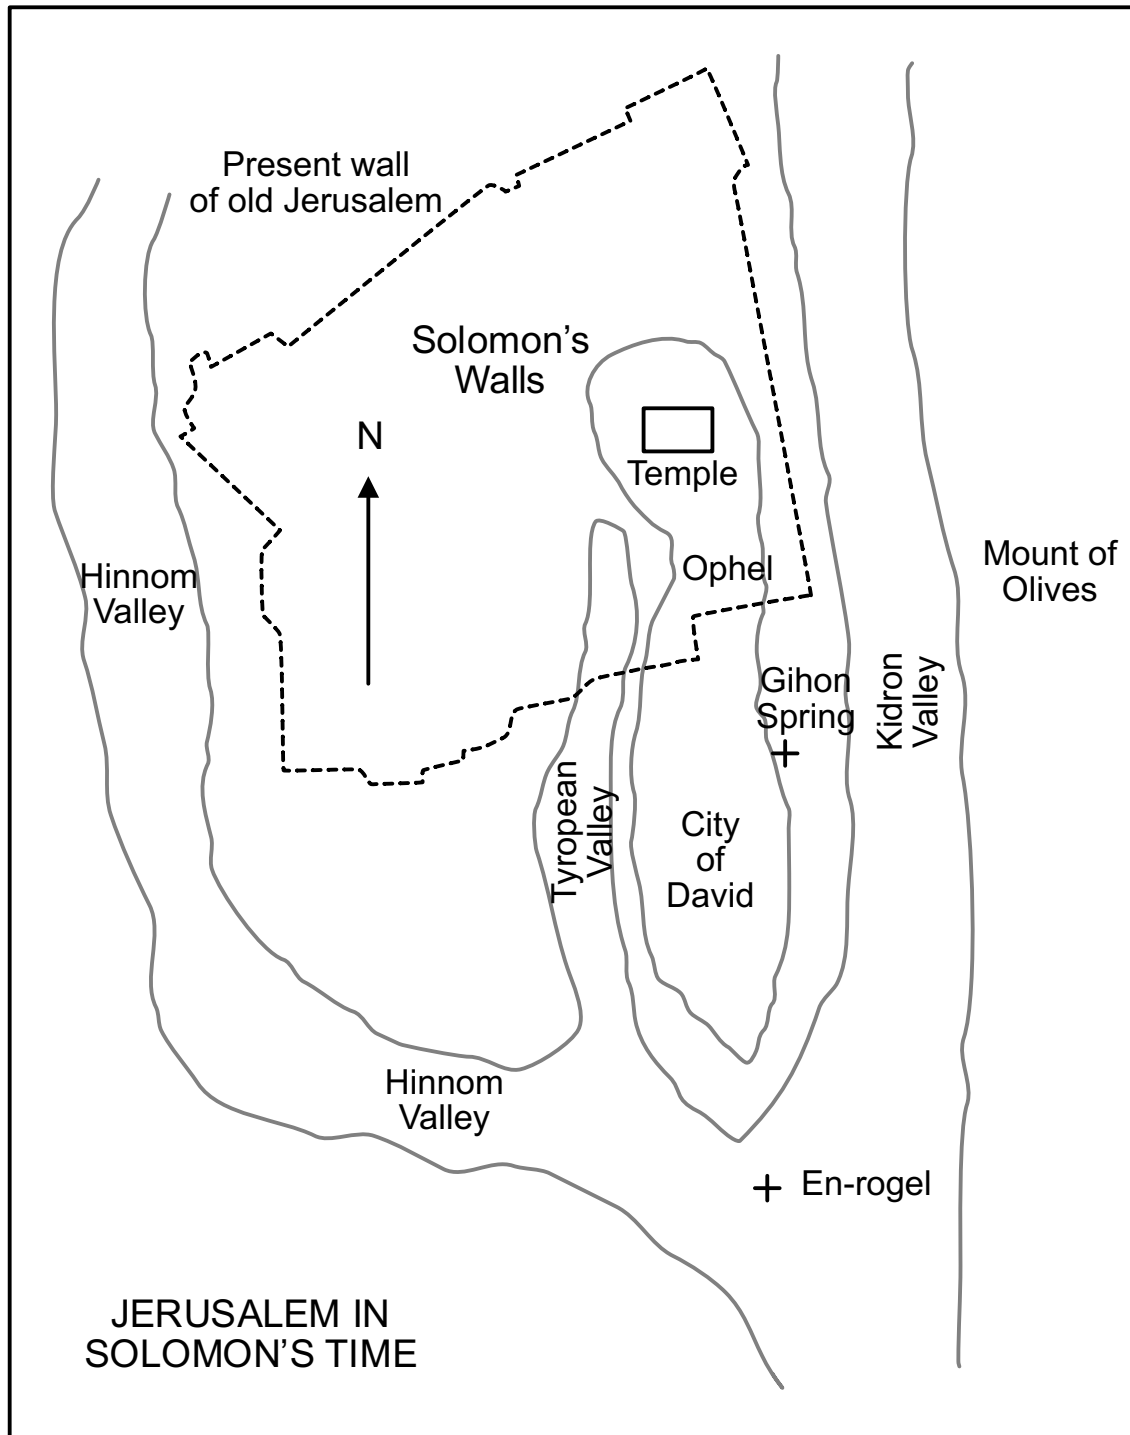 Present wall
of old Jerusalem
Solomon’s
Walls
N
Temple
Ophel
Mount of
Olives
Hinnom
Valley
Gihon
Spring
Kidron
Valley
Tyropean
Valley
City
of
David
Hinnom
Valley
En-rogel
JERUSALEM IN
SOLOMON’S TIME